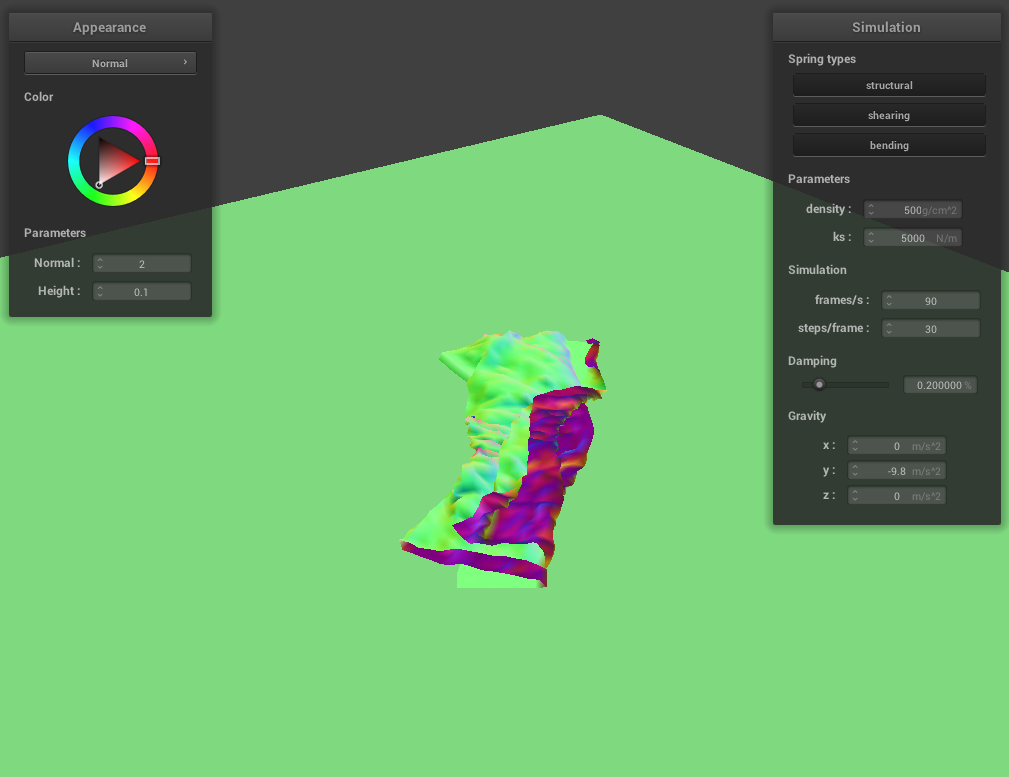 Appearance
Normal
Color
Parameters
Normal : 2
Height : 0.1
Simulation
Spring types
structural
shearing
bending
Parameters
density : 500 g/cm^2
ks : 5000 N/m
Simulation
frames/s : 90
steps/frame : 30
Damping
0.200000 %
Gravity
x : 0 m/s^2
y : -9.8 m/s^2
z : 0 m/s^2